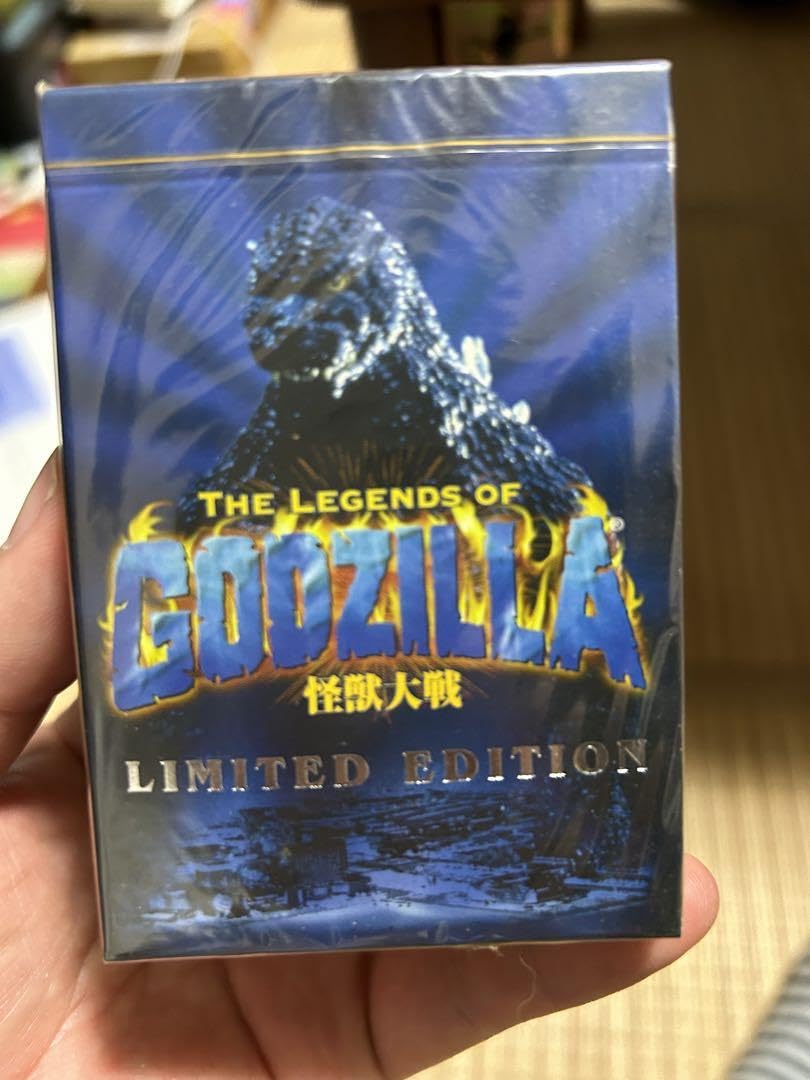 THE LEGENDS OF
GODZILLA®
怪獣大戦
LIMITED EDITION